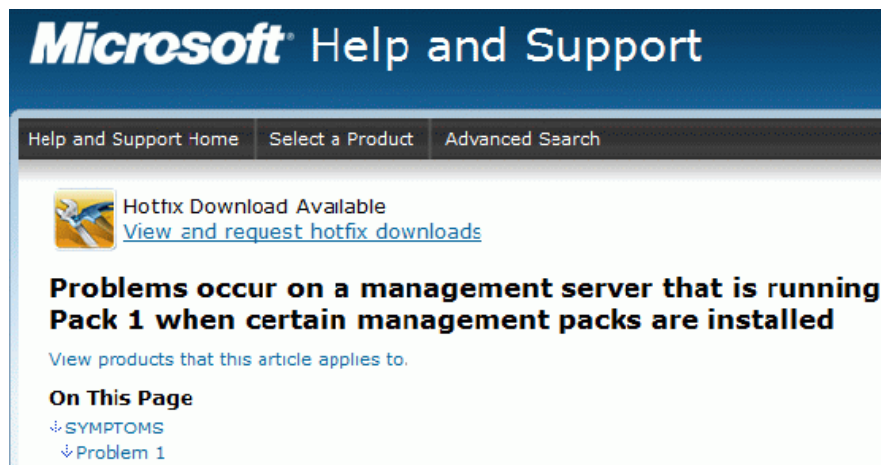 Microsoft® Help and Support
Help and Support Home Select a Product Advanced Search
Hotfix Download Available
View and request hotfix downloads
Problems occur on a management server that is running
Pack 1 when certain management packs are installed
View products that this article applies to.
On This Page
SYMPTOMS
Problem 1